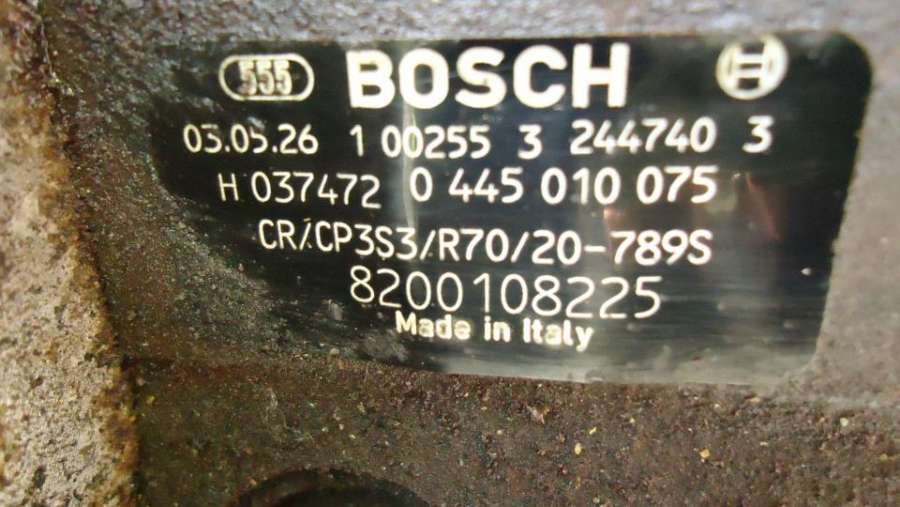 555 BOSCH
03.05.26 1 00255 3 244740 3
H 037472 0 445 010 075
CR/CP3S3/R70/20-789S
8200108225
Made in Italy